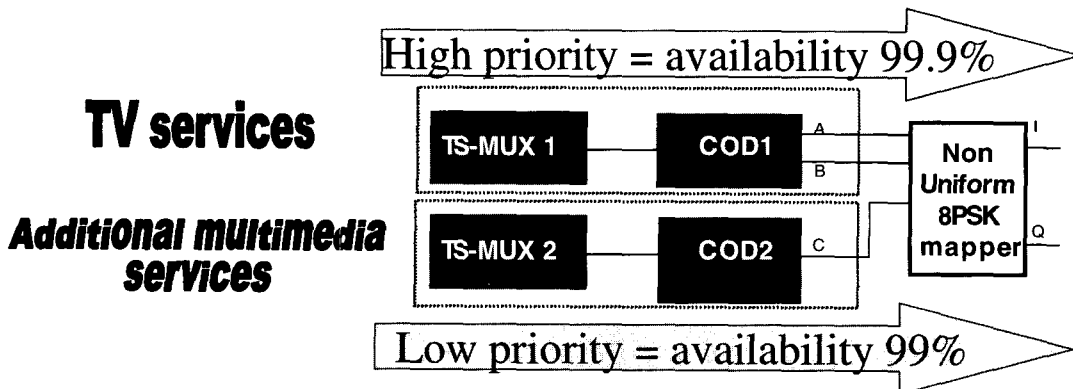 High priority = availability 99.9%
TV services
TS-MUX 1
COD1
A
B
Non
Uniform
8PSK
mapper
I
Q
Additional multimedia
services
TS-MUX 2
COD2
C
Low priority = availability 99%